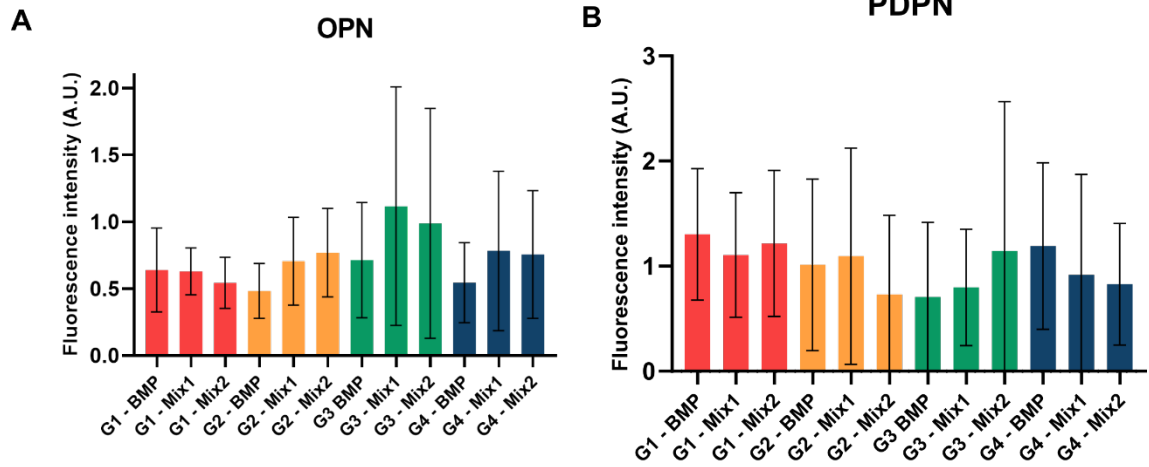 A
OPN
Fluorescence intensity (A.U.)
2.0
1.5
1.0
0.5
0.0
G1 - BMP
G1 - Mix1
G1 - Mix2
G2 - BMP
G2 - Mix1
G2 - Mix2
G3 BMP
G3 - Mix1
G3 - Mix2
G4 - BMP
G4 - Mix1
G4 - Mix2
B
PDPN
Fluorescence intensity (A.U.)
3
2
1
0
G1 - BMP
G1 - Mix1
G1 - Mix2
G2 - BMP
G2 - Mix1
G2 - Mix2
G3 BMP
G3 - Mix1
G3 - Mix2
G4 - BMP
G4 - Mix1
G4 - Mix2